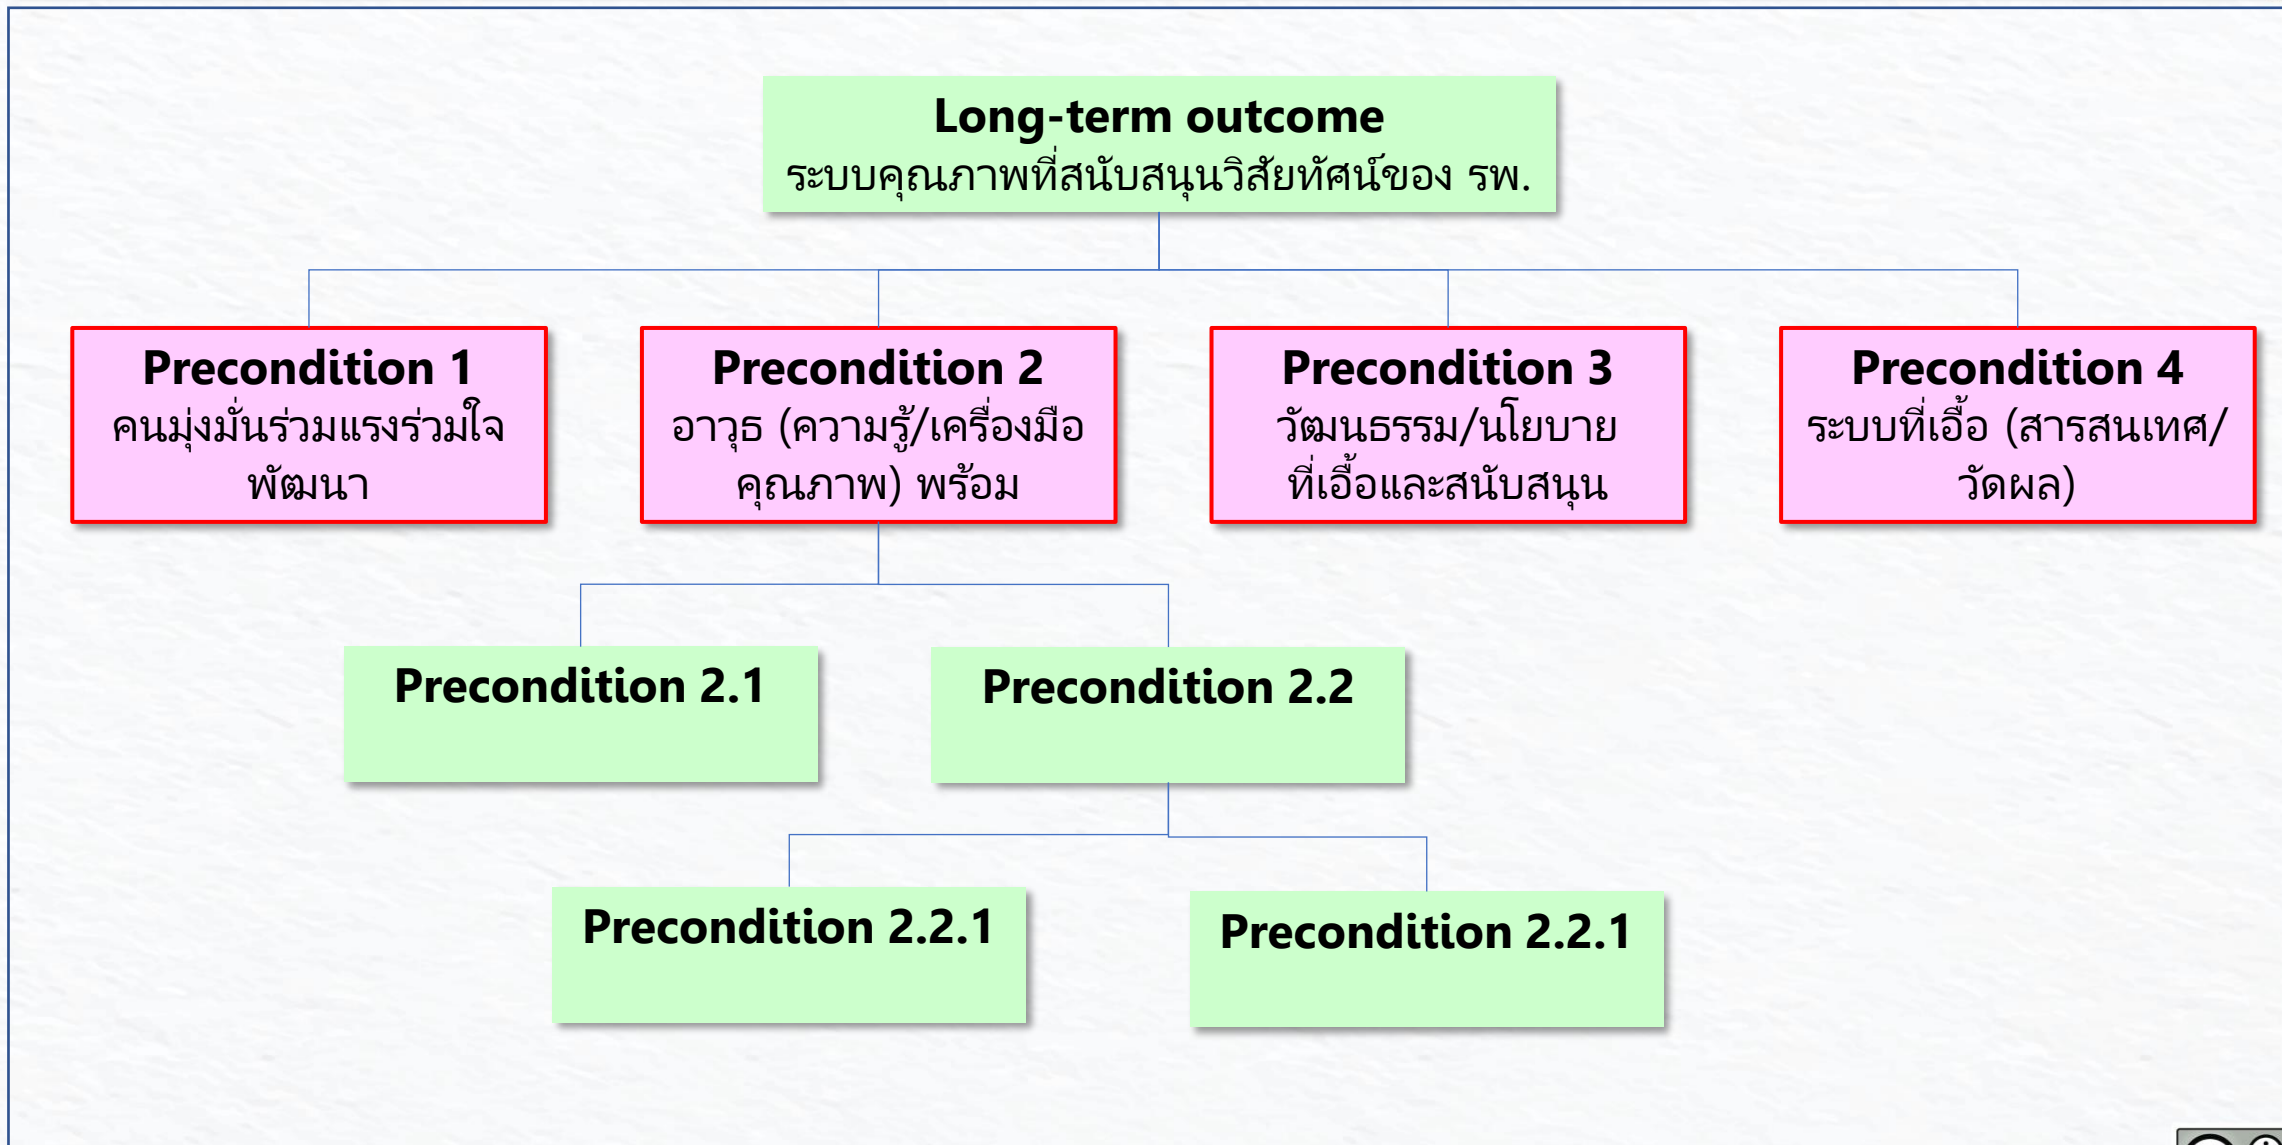 Long-term outcome
ระบบคุณภาพที่สนับสนุนวิสัยทัศน์ของ รพ.
Precondition 1
คนมุ่งมั่นร่วมแรงร่วมใจ
พัฒนา
Precondition 2
อาวุธ (ความรู้/เครื่องมือ
คุณภาพ) พร้อม
Precondition 3
วัฒนธรรม/นโยบาย
ที่เอื้อและสนับสนุน
Precondition 4
ระบบที่เอื้อ (สารสนเทศ/
วัดผล)
Precondition 2.1
Precondition 2.2
Precondition 2.2.1
Precondition 2.2.1